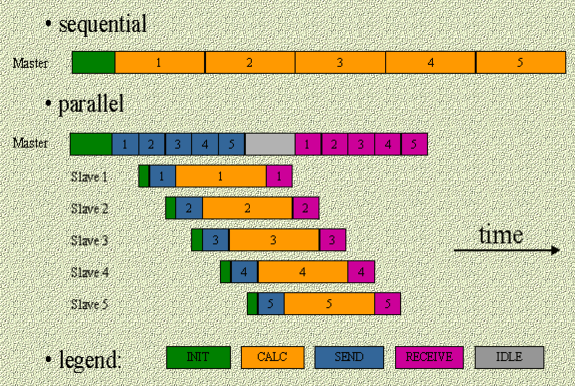 • sequential
Master 1 2 3 4 5
• parallel
Master 1 2 3 4 5 1 2 3 4 5
Slave 1 1 1 1
Slave 2 2 2 2
Slave 3 3 3 3
time
Slave 4 4 4 4
Slave 5 5 5 5
• legend: INIT CALC SEND RECEIVE IDLE